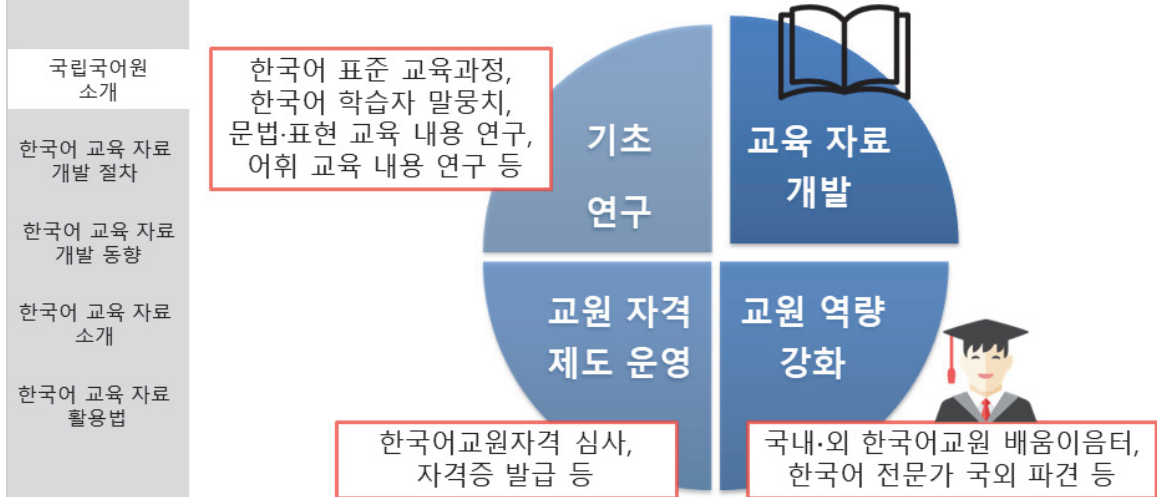 국립국어원
소개
한국어 교육 자료
개발 절차
한국어 교육 자료
개발 동향
한국어 교육 자료
소개
한국어 교육 자료
활용법
한국어 표준 교육과정,
한국어 학습자 말뭉치,
문법·표현 교육 내용 연구,
어휘 교육 내용 연구 등
기초
연구
교육 자료
개발
교원 자격
제도 운영
교원 역량
강화
한국어교원자격 심사,
자격증 발급 등
국내·외 한국어교원 배움이음터,
한국어 전문가 국외 파견 등